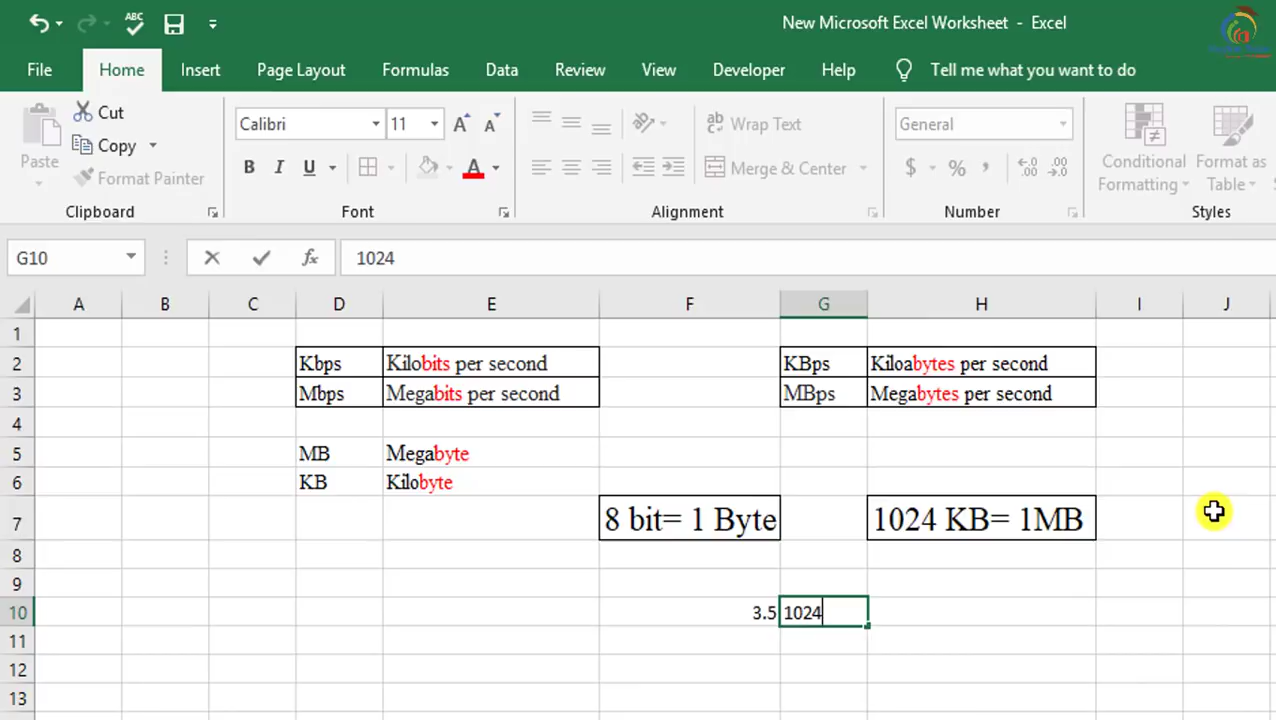 New Microsoft Excel Worksheet - Excel
File Home Insert Page Layout Formulas Data Review View Developer Help Tell me what you want to do
Cut
Copy
Format Painter
Paste
Clipboard
Calibri 11
B I U
Font
Wrap Text
Merge & Center
Alignment
General
$ % ,
Number
Conditional Formatting
Format as Table
Styles
G10 fx 1024
A B C D E F G H I J
1
2 Kbps Kilobits per second KBps Kiloabytes per second
3 Mbps Megabits per second MBps Megabytes per second
4
5 MB Megabyte
6 KB Kilobyte
7 8 bit= 1 Byte 1024 KB= 1MB
8
9
10 3.5 1024
11
12
13